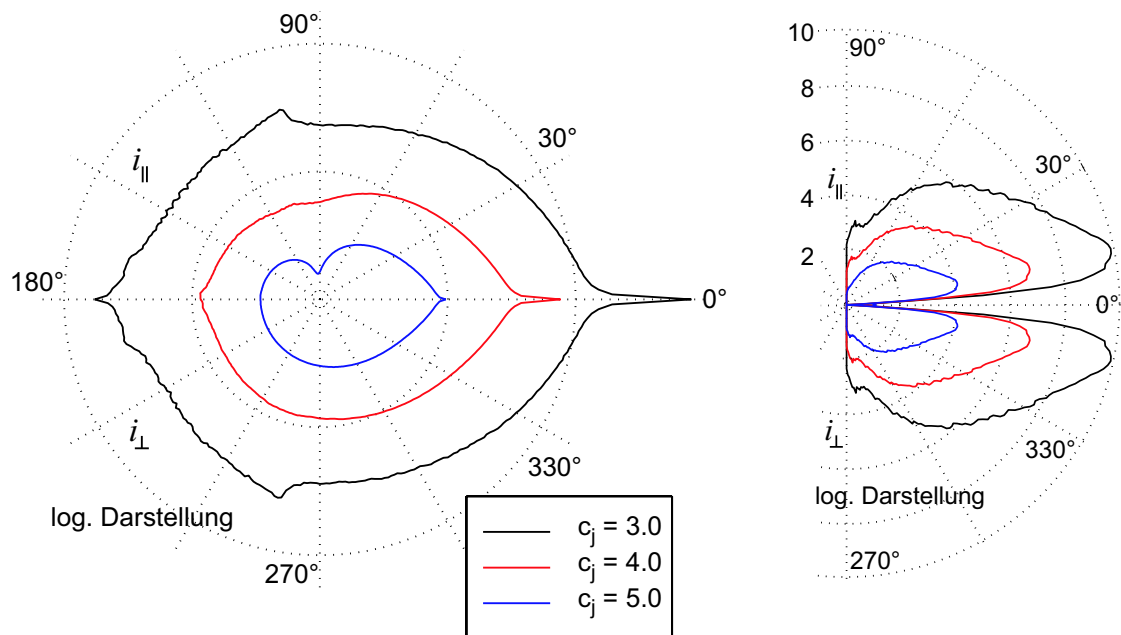 90°
30°
i∥
180°
0°
i⊥
330°
log. Darstellung
270°
c_j = 3.0
c_j = 4.0
c_j = 5.0
10
90°
8
6
30°
i∥
4
2
0°
i⊥
330°
log. Darstellung
270°